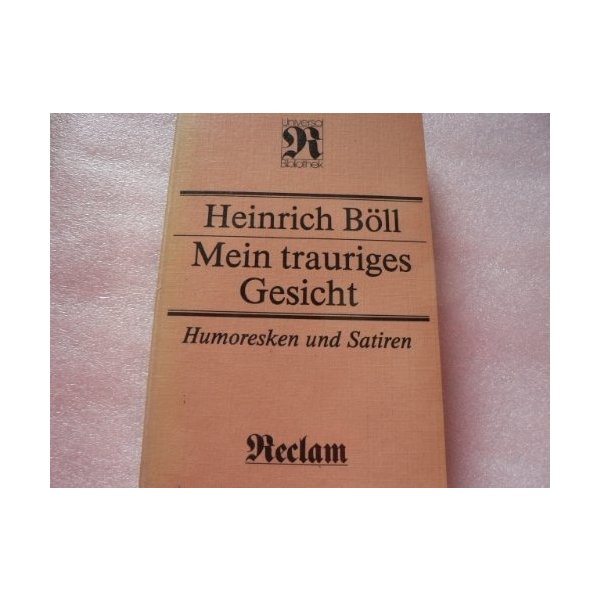 Universal
R
Bibliothek
Heinrich Böll
Mein trauriges
Gesicht
Humoresken und Satiren
Reclam